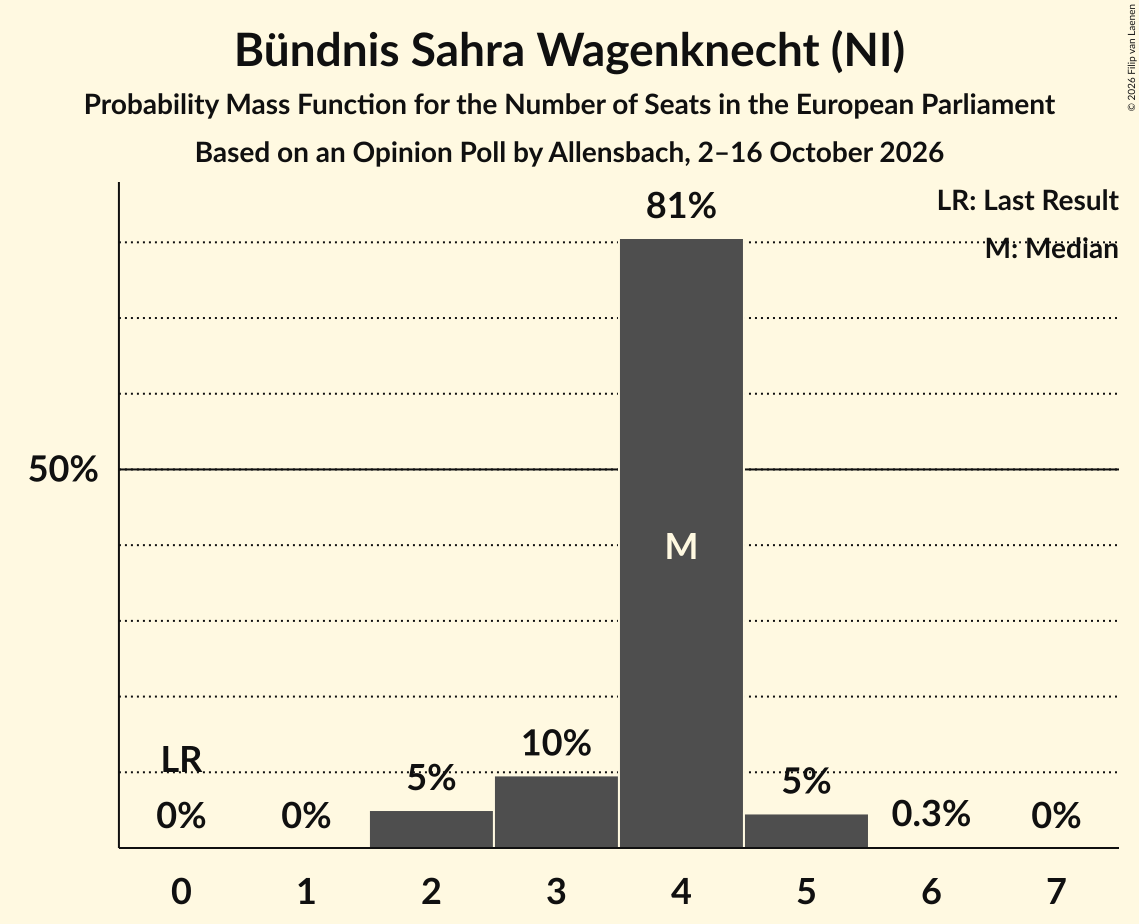 Bündnis Sahra Wagenknecht (NI)
Probability Mass Function for the Number of Seats in the European Parliament
Based on an Opinion Poll by Allensbach, 2–16 October 2026
© 2026 Filip van Laenen
LR: Last Result
M: Median
81%
50%
M
10%
LR
5%
5%
0%
0%
0.3%
0%
0 1 2 3 4 5 6 7